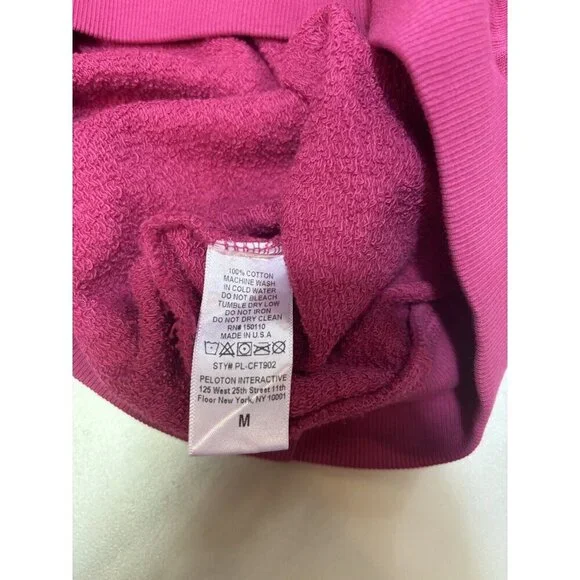 100% COTTON
MACHINE WASH
IN COLD WATER
DO NOT BLEACH
TUMBLE DRY LOW
DO NOT IRON
DO NOT DRY CLEAN
RN# 150110
MADE IN U.S.A
STY# PL-CFT902
PELOTON INTERACTIVE
125 West 25th Street 11th
Floor New York, NY 10001
M